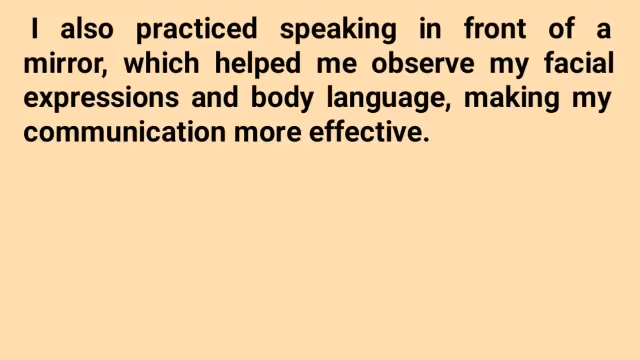 I also practiced speaking in front of a
mirror, which helped me observe my facial
expressions and body language, making my
communication more effective.